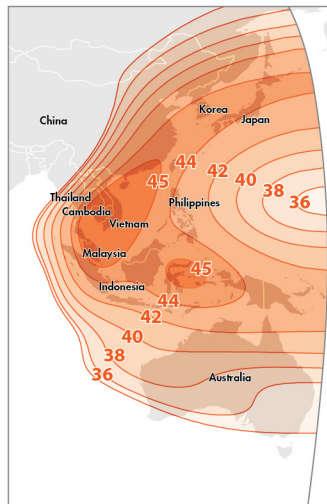 Korea
China
Japan
44
42
45
40
38
Thailand
36
Cambodia
Philippines
Vietnam
Malaysia
45
Indonesia
44
42
40
38
36
Australia